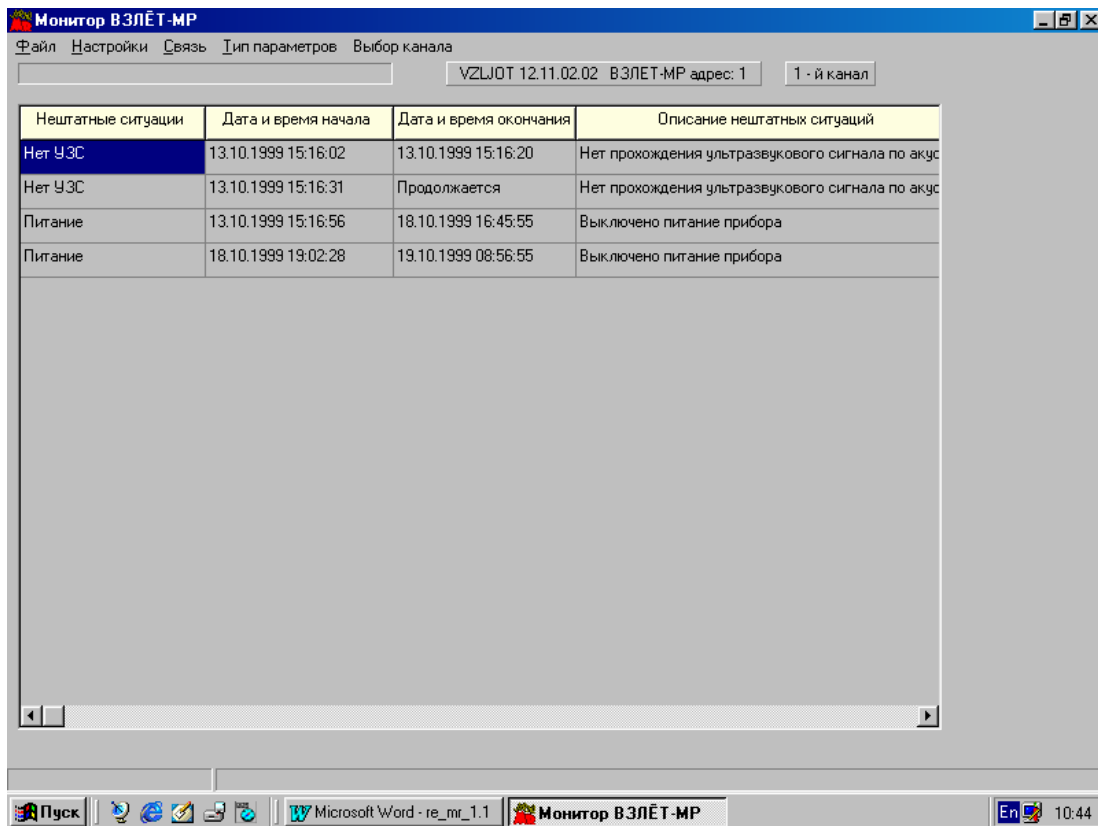 Монитор ВЗЛЁТ-МР
Файл Настройки Связь Тип параметров Выбор канала
VZLJOT 12.11.02.02 ВЗЛЕТ-МР адрес: 1 1 - й канал
Нештатные ситуации Дата и время начала Дата и время окончания Описание нештатных ситуаций
Нет УЗС 13.10.1999 15:16:02 13.10.1999 15:16:20 Нет прохождения ультразвукового сигнала по акус
Нет УЗС 13.10.1999 15:16:31 Продолжается Нет прохождения ультразвукового сигнала по акус
Питание 13.10.1999 15:16:56 18.10.1999 16:45:55 Выключено питание прибора
Питание 18.10.1999 19:02:28 19.10.1999 08:56:55 Выключено питание прибора
Пуск Microsoft Word - re_mr_1.1 Монитор ВЗЛЁТ-МР En 10:44